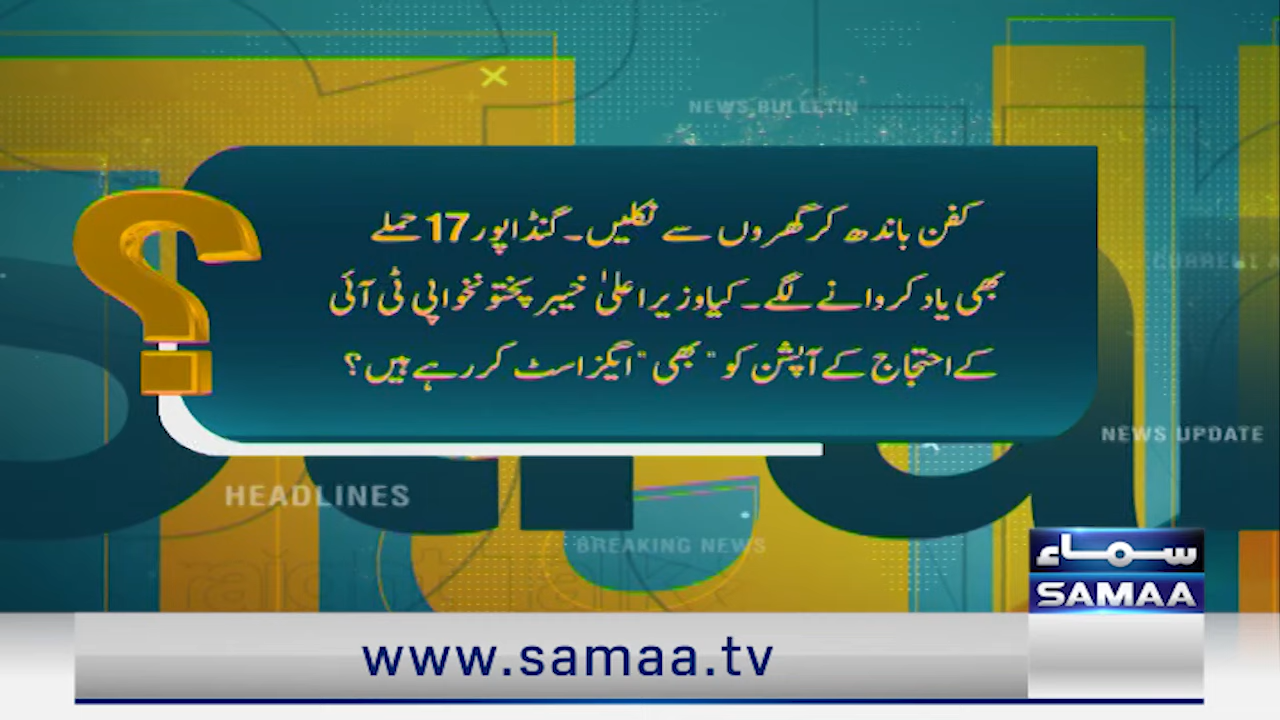 NEWS BULLETIN
کفن باندھ کر گھروں سے نکلیں۔ گنڈاپور 17 حملے
بھی یاد کروانے لگے۔ کیا وزیراعلیٰ خیبر پختونخوا پی ٹی آئی
کے احتجاج کے آپشن کو "بھی" ایگزاسٹ کر رہے ہیں؟
؟
CURRENT A
NEWS UPDATE
HEADLINES
BREAKING NEWS
سماء
SAMAA
www.samaa.tv